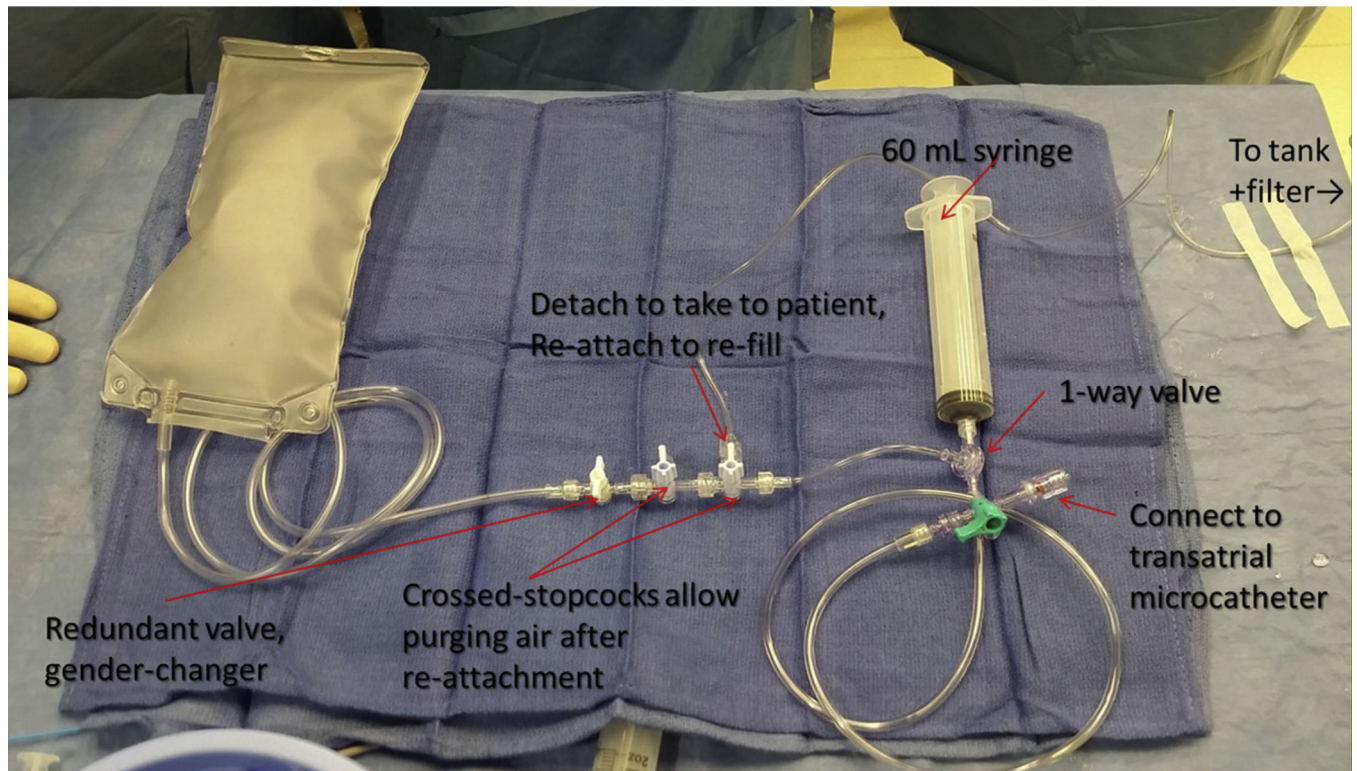 60 mL syringe
To tank
+filter→
Detach to take to patient,
Re-attach to re-fill
1-way valve
Connect to
transatrial
microcatheter
Crossed-stopcocks allow
purging air after
re-attachment
Redundant valve,
gender-changer
20Z